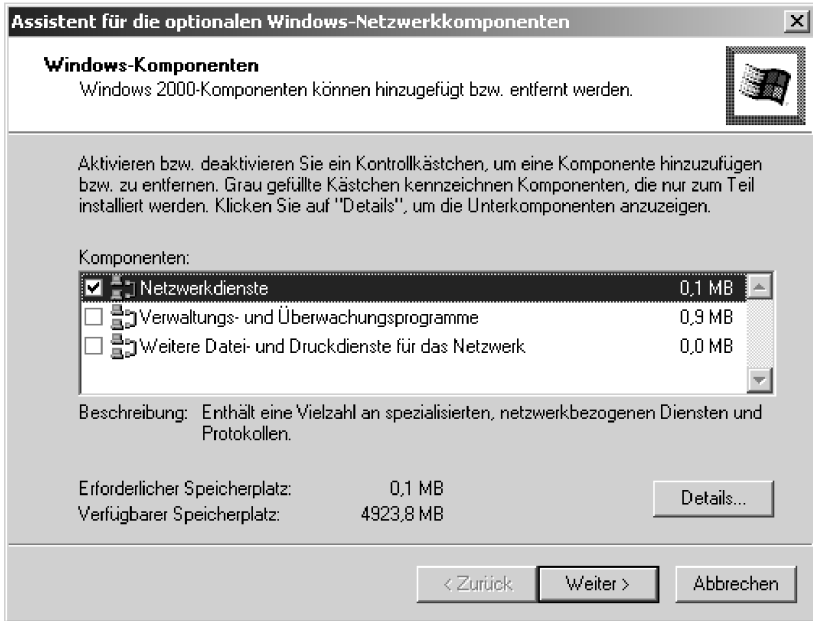 Assistent für die optionalen Windows-Netzwerkkomponenten
Windows-Komponenten
Windows 2000-Komponenten können hinzugefügt bzw. entfernt werden.
Aktivieren bzw. deaktivieren Sie ein Kontrollkästchen, um eine Komponente hinzuzufügen
bzw. zu entfernen. Grau gefüllte Kästchen kennzeichnen Komponenten, die nur zum Teil
installiert werden. Klicken Sie auf "Details", um die Unterkomponenten anzuzeigen.
Komponenten:
Netzwerkdienste 0,1 MB
Verwaltungs- und Überwachungsprogramme 0,9 MB
Weitere Datei- und Druckdienste für das Netzwerk 0,0 MB
Beschreibung: Enthält eine Vielzahl an spezialisierten, netzwerkbezogenen Diensten und
Protokollen.
Erforderlicher Speicherplatz: 0,1 MB
Verfügbarer Speicherplatz: 4923,8 MB
Details...
< Zurück Weiter > Abbrechen